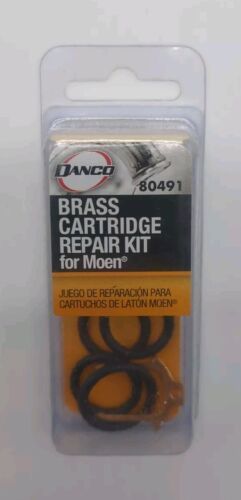 DANCO
80491
BRASS
CARTRIDGE
REPAIR KIT
for Moen®
JUEGO DE REPARACIÓN PARA
CARTUCHOS DE LATÓN MOEN®